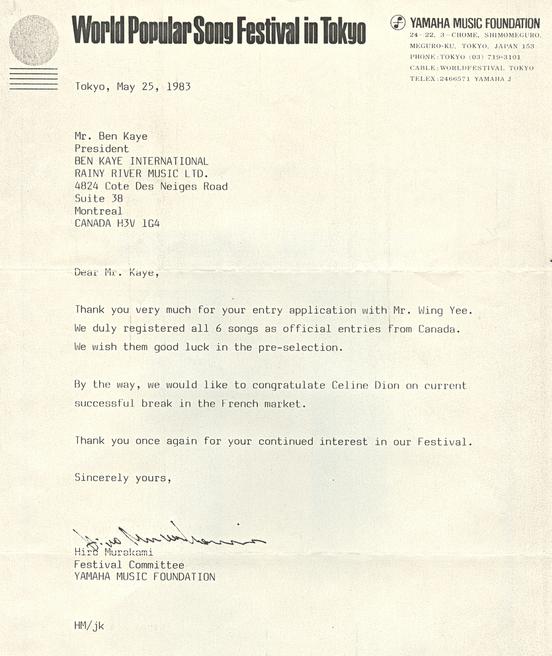 World Popular Song Festival in Tokyo
YAMAHA MUSIC FOUNDATION
24-22, 3-CHOME, SHIMOMEGURO,
MEGURO-KU, TOKYO, JAPAN 153
PHONE: TOKYO (03) 719-3101
CABLE: WORLDFESTIVAL TOKYO
TELEX: 2466571 YAMAHA J
Tokyo, May 25, 1983
Mr. Ben Kaye
President
BEN KAYE INTERNATIONAL
RAINY RIVER MUSIC LTD.
4824 Cote Des Neiges Road
Suite 38
Montreal
CANADA H3V 1G4
Dear Mr. Kaye,
Thank you very much for your entry application with Mr. Wing Yee.
We duly registered all 6 songs as official entries from Canada.
We wish them good luck in the pre-selection.
By the way, we would like to congratulate Celine Dion on current
successful break in the French market.
Thank you once again for your continued interest in our Festival.
Sincerely yours,
Hiro Murakami
Hiro Murakami
Festival Committee
YAMAHA MUSIC FOUNDATION
HM/jk